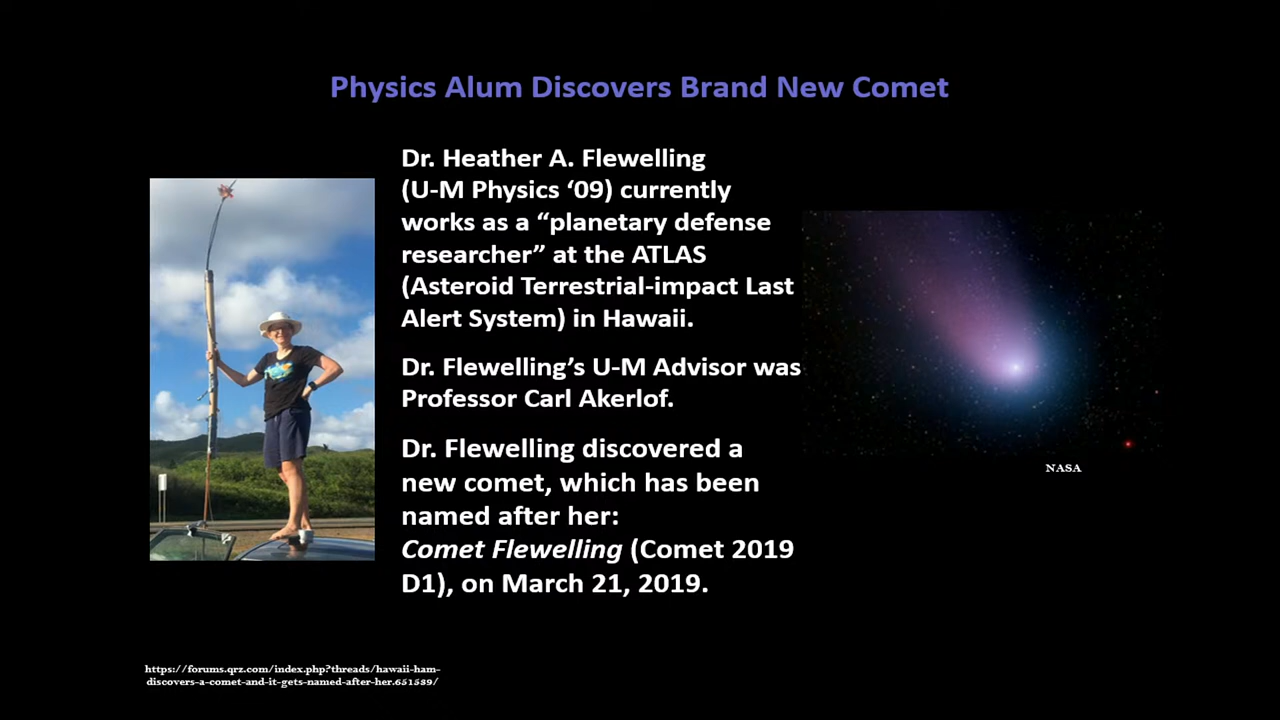 Physics Alum Discovers Brand New Comet
Dr. Heather A. Flewelling
(U-M Physics ‘09) currently
works as a “planetary defense
researcher” at the ATLAS
(Asteroid Terrestrial-impact Last
Alert System) in Hawaii.
Dr. Flewelling’s U-M Advisor was
Professor Carl Akerlof.
Dr. Flewelling discovered a
new comet, which has been
named after her:
Comet Flewelling (Comet 2019
D1), on March 21, 2019.
NASA
https://forums.qrz.com/index.php?threads/hawaii-ham-
discovers-a-comet-and-it-gets-named-after-her.651539/